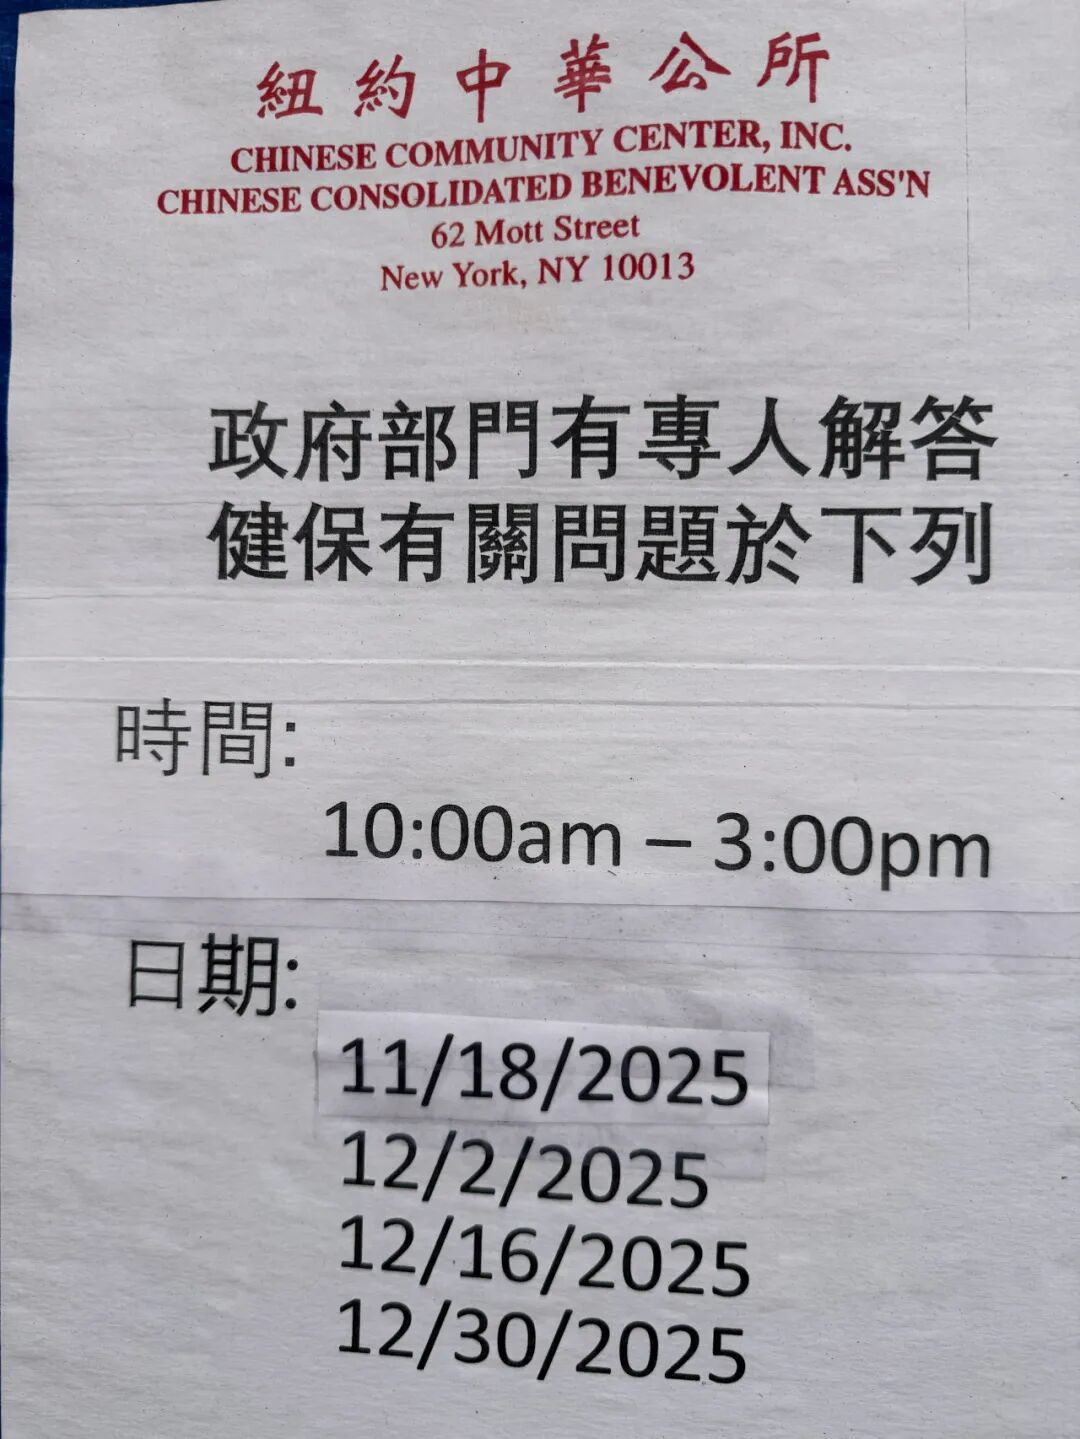 紐約中華公所
CHINESE COMMUNITY CENTER, INC.
CHINESE CONSOLIDATED BENEVOLENT ASS'N
62 Mott Street
New York, NY 10013
政府部門有專人解答
健保有關問題於下列
時間:
10:00am – 3:00pm
日期:
11/18/2025
12/2/2025
12/16/2025
12/30/2025